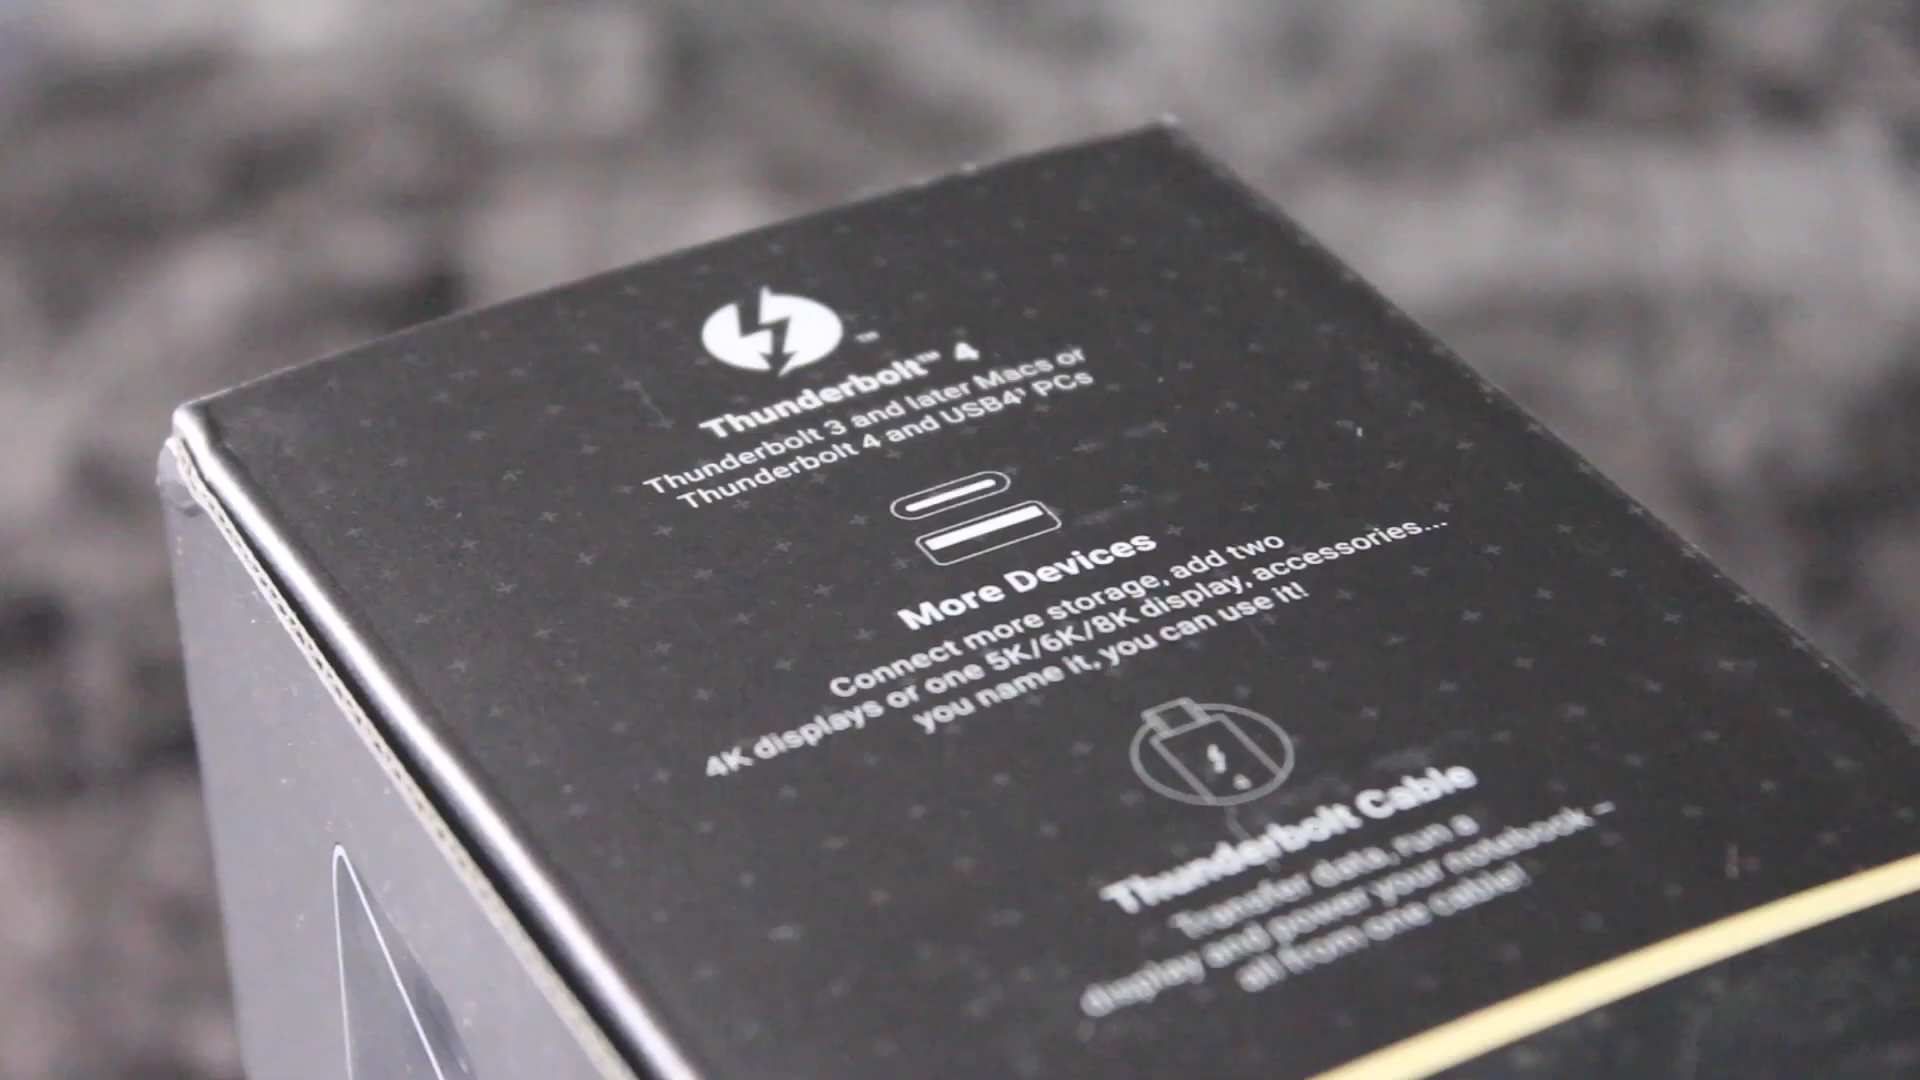 ™
Thunderbolt™ 4
Thunderbolt 3 and later Macs or
Thunderbolt 4 and USB4¹ PCs
More Devices
Connect more storage, add two
4K displays or one 5K/6K/8K display, accessories...
you name it, you can use it!
Thunderbolt Cable
Transfer data, run a
display and power your notebook –
all from one cable!